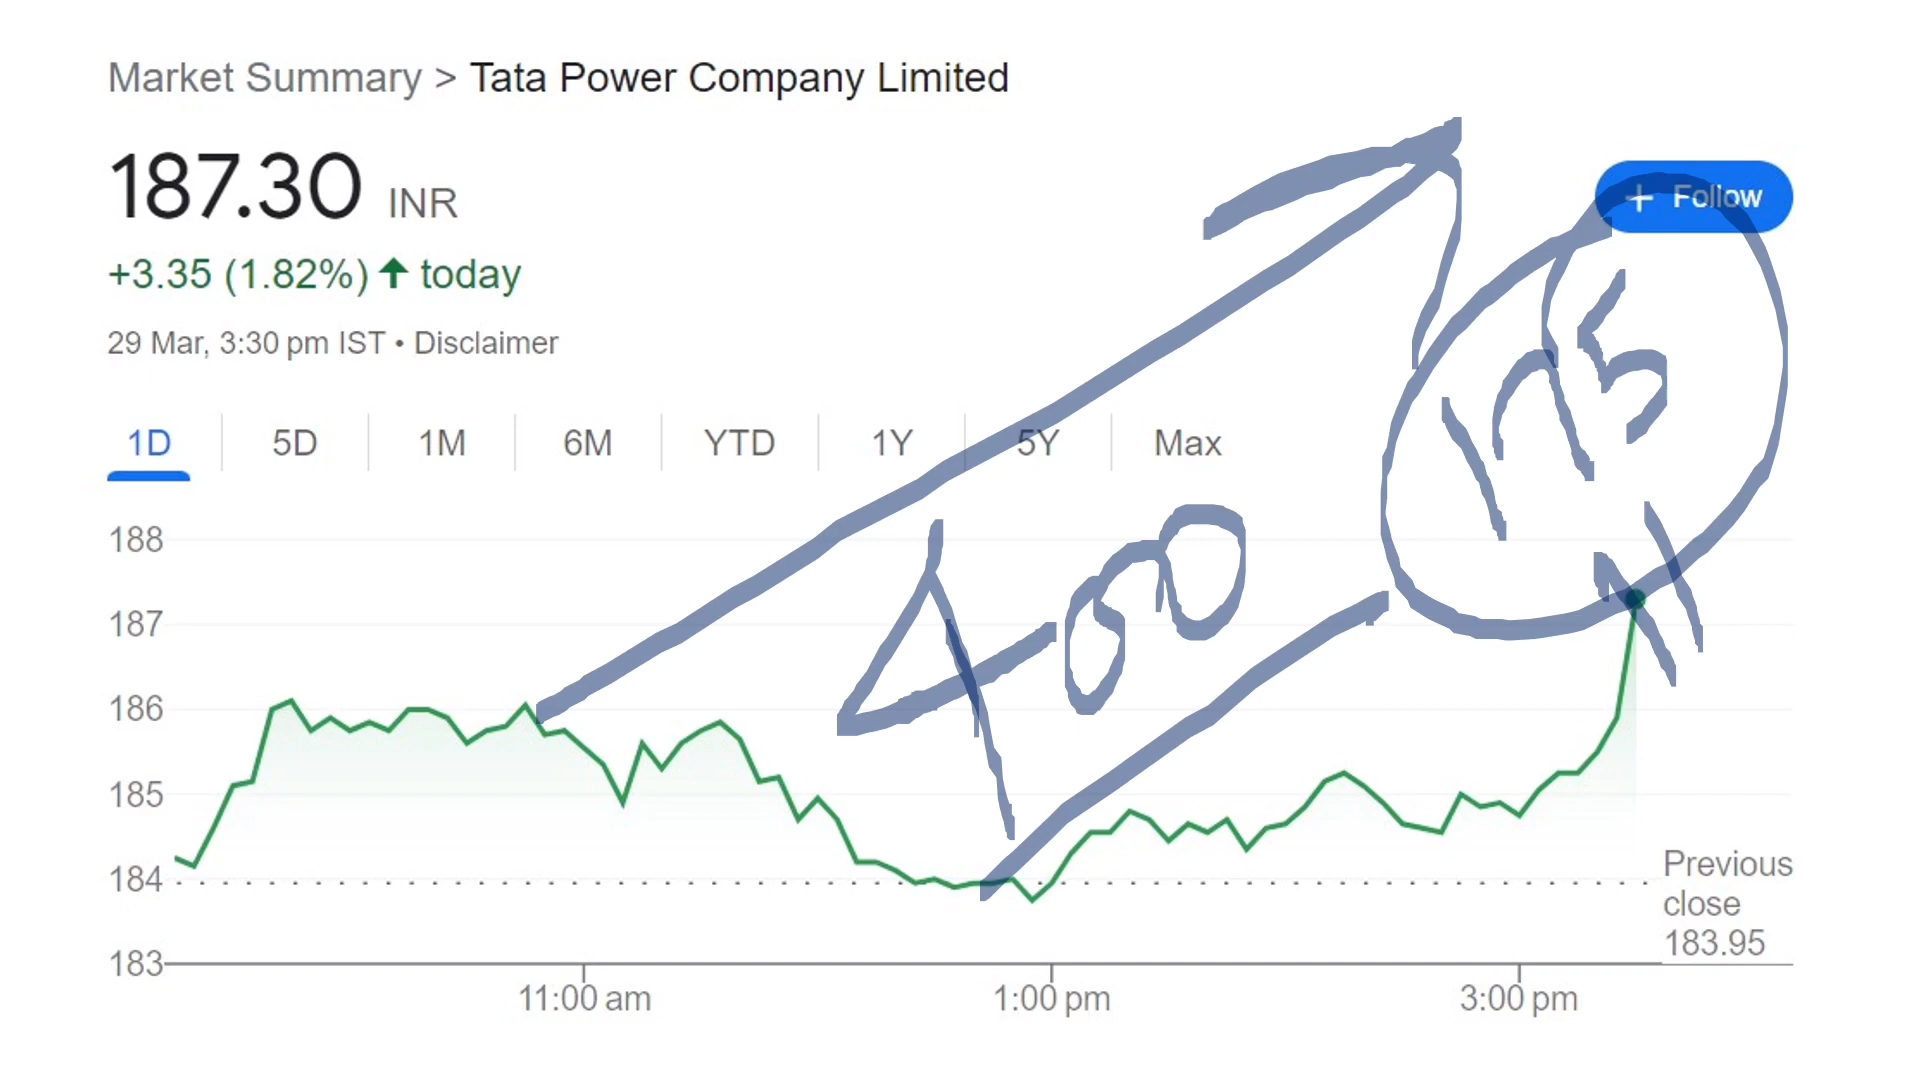 Market Summary > Tata Power Company Limited
187.30 INR
+ Follow
+3.35 (1.82%) ↑ today
29 Mar, 3:30 pm IST • Disclaimer
1D 5D 1M 6M YTD 1Y 5Y Max
175
400
188
187
186
185
184
183
Previous
close
183.95
11:00 am 1:00 pm 3:00 pm